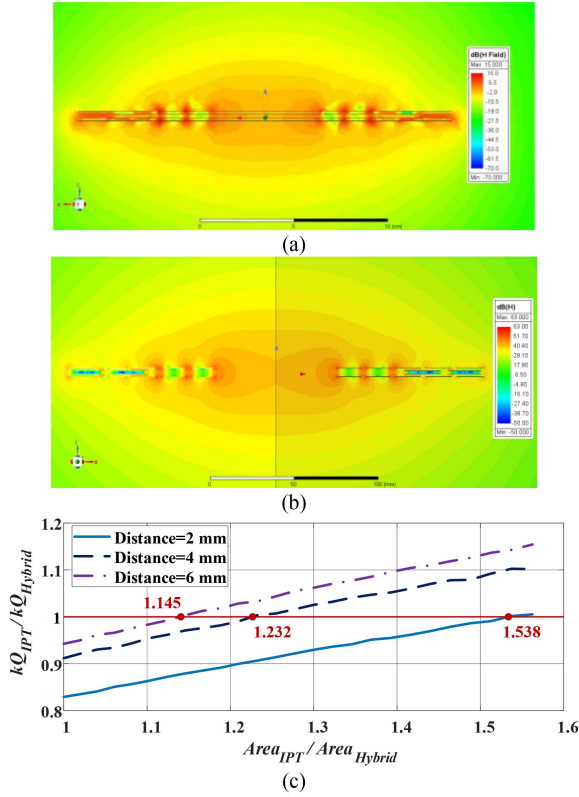 dB(H Field)
Max: 15.000
15.0
6.5
-2.0
-10.5
-19.0
-27.5
-36.0
-44.5
-53.0
-61.5
-70.0
Min: -70.000
0 5 10 (cm)
(a)
dB(H)
Max: 63.000
63.00
51.70
40.40
29.10
17.80
6.50
-4.80
-16.10
-27.40
-38.70
-50.00
Min: -50.000
0 50 100 (mm)
(b)
1.2
Distance=2 mm
Distance=4 mm
Distance=6 mm
1.1
1
0.9
0.8
kQ_IPT/kQ_Hybrid
1.145
1.232
1.538
1 1.1 1.2 1.3 1.4 1.5 1.6
Area_IPT/Area_Hybrid
(c)